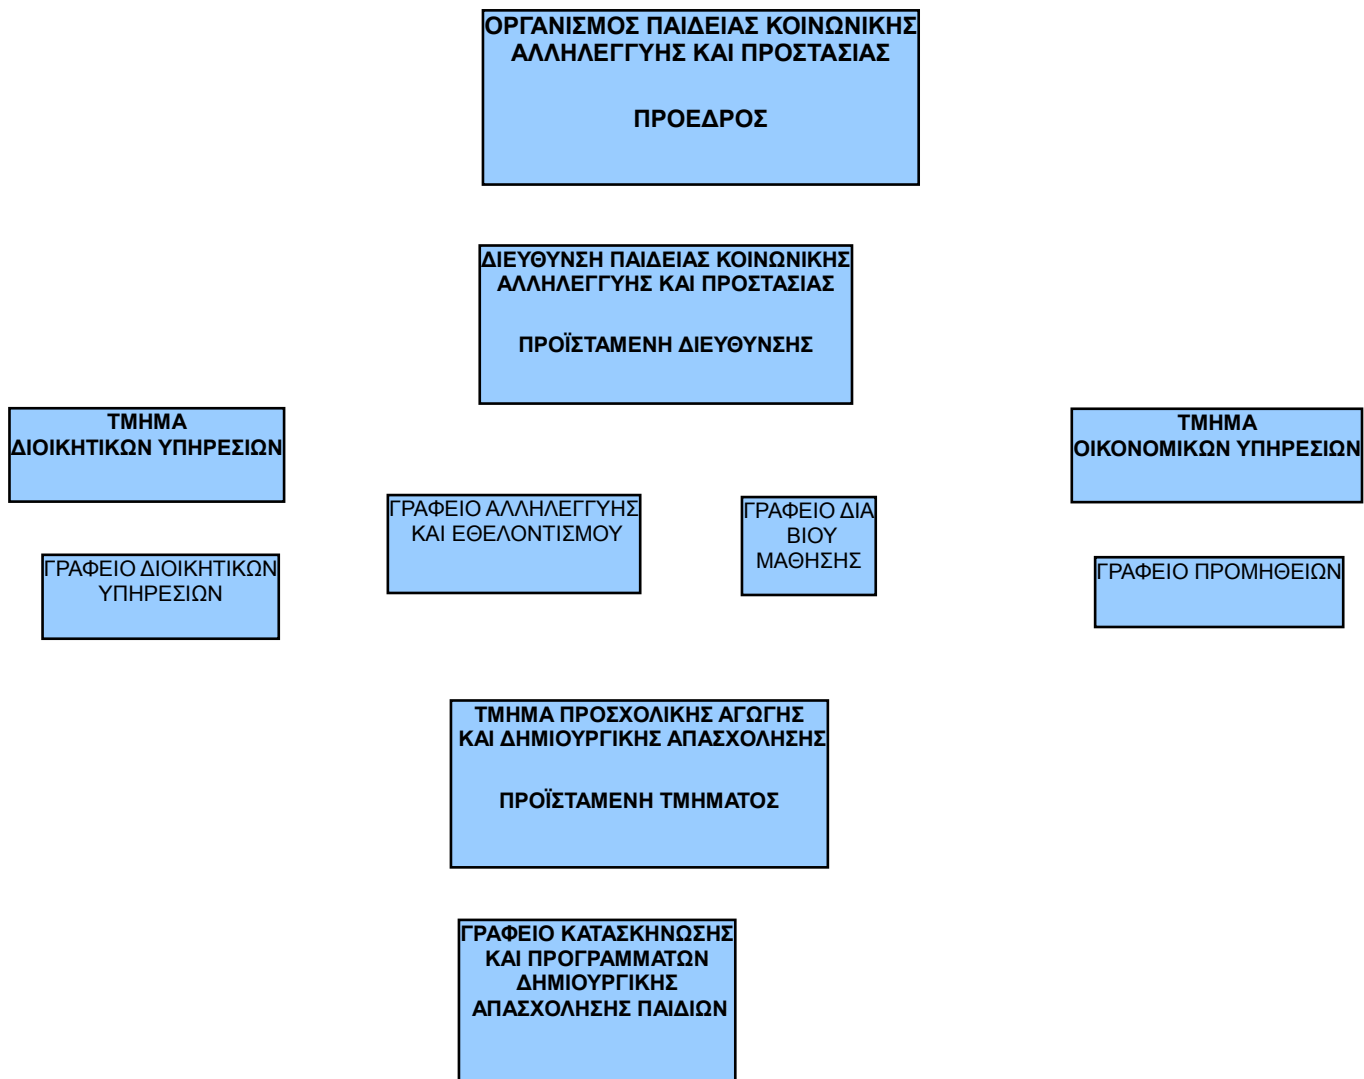 ΟΡΓΑΝΙΣΜΟΣ ΠΑΙΔΕΙΑΣ ΚΟΙΝΩΝΙΚΗΣ
ΑΛΛΗΛΕΓΓΥΗΣ ΚΑΙ ΠΡΟΣΤΑΣΙΑΣ
ΠΡΟΕΔΡΟΣ
ΔΙΕΥΘΥΝΣΗ ΠΑΙΔΕΙΑΣ ΚΟΙΝΩΝΙΚΗΣ
ΑΛΛΗΛΕΓΓΥΗΣ ΚΑΙ ΠΡΟΣΤΑΣΙΑΣ
ΠΡΟΪΣΤΑΜΕΝΗ ΔΙΕΥΘΥΝΣΗΣ
ΤΜΗΜΑ
ΔΙΟΙΚΗΤΙΚΩΝ ΥΠΗΡΕΣΙΩΝ
ΤΜΗΜΑ
ΟΙΚΟΝΟΜΙΚΩΝ ΥΠΗΡΕΣΙΩΝ
ΓΡΑΦΕΙΟ ΑΛΛΗΛΕΓΓΥΗΣ
ΚΑΙ ΕΘΕΛΟΝΤΙΣΜΟΥ
ΓΡΑΦΕΙΟ ΔΙΑ
ΒΙΟΥ
ΜΑΘΗΣΗΣ
ΓΡΑΦΕΙΟ ΔΙΟΙΚΗΤΙΚΩΝ
ΥΠΗΡΕΣΙΩΝ
ΓΡΑΦΕΙΟ ΠΡΟΜΗΘΕΙΩΝ
ΤΜΗΜΑ ΠΡΟΣΧΟΛΙΚΗΣ ΑΓΩΓΗΣ
ΚΑΙ ΔΗΜΙΟΥΡΓΙΚΗΣ ΑΠΑΣΧΟΛΗΣΗΣ
ΠΡΟΪΣΤΑΜΕΝΗ ΤΜΗΜΑΤΟΣ
ΓΡΑΦΕΙΟ ΚΑΤΑΣΚΗΝΩΣΗΣ
ΚΑΙ ΠΡΟΓΡΑΜΜΑΤΩΝ
ΔΗΜΙΟΥΡΓΙΚΗΣ
ΑΠΑΣΧΟΛΗΣΗΣ ΠΑΙΔΙΩΝ